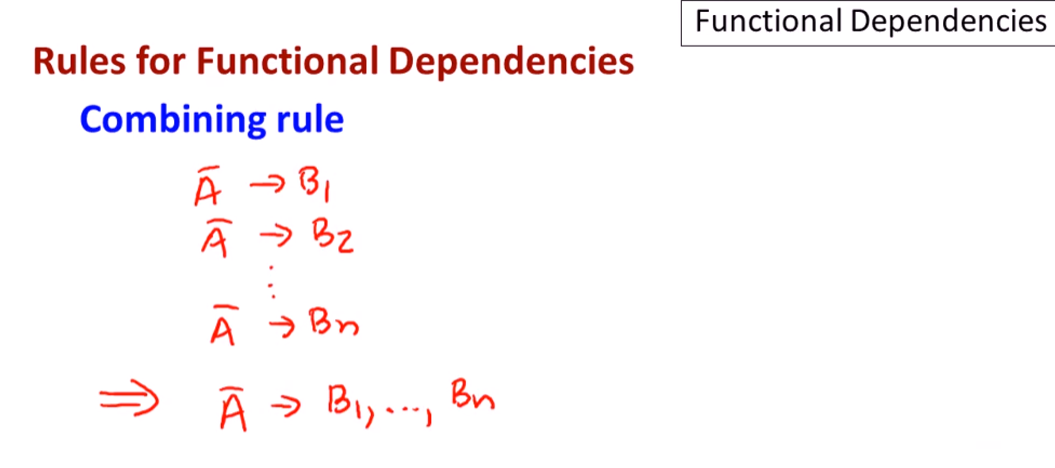 Functional Dependencies
Rules for Functional Dependencies
Combining rule
Ā → B₁
Ā → B₂
⋮
Ā → Bn
⇒ Ā → B₁, ..., Bn